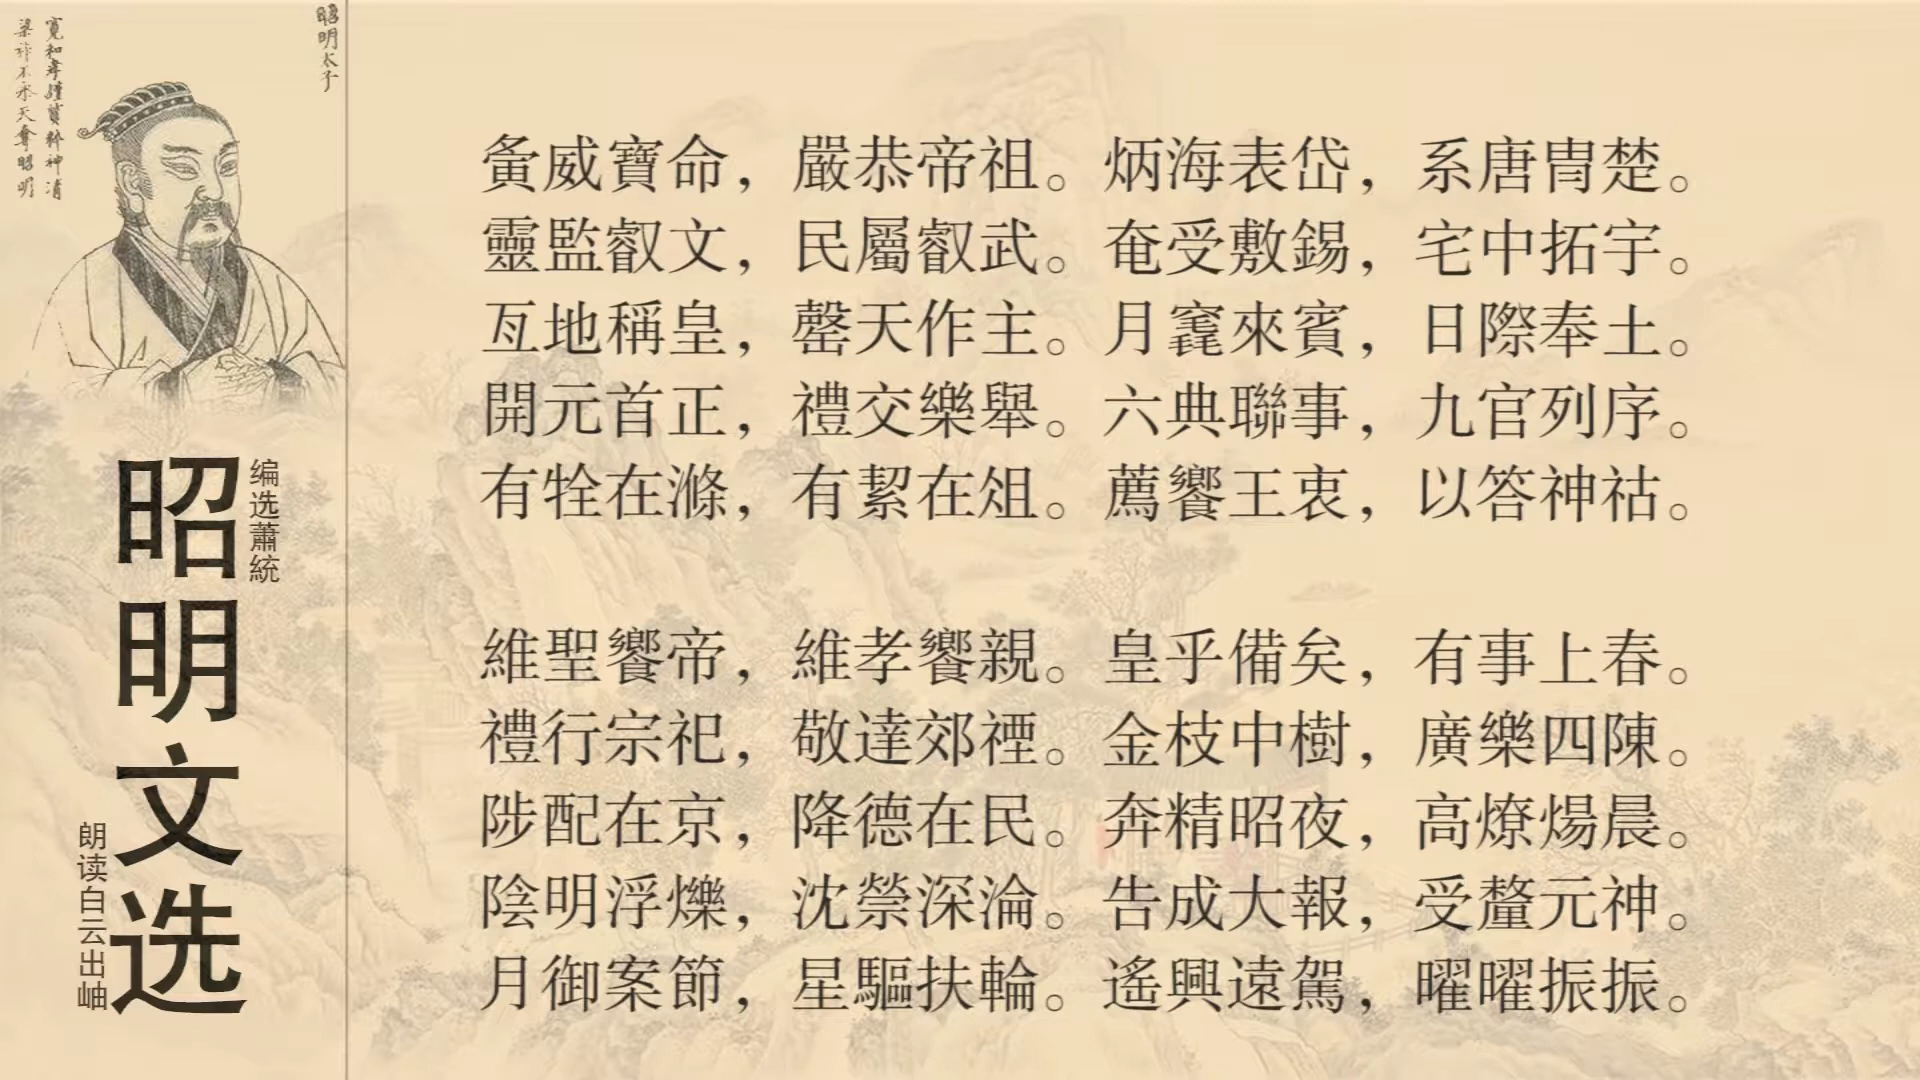 昭明太子
寬和孝謹質粹神清
梁祚不永天奪昭明
昭明文选
编选蕭統
朗读白云出岫
夤威寶命，嚴恭帝祖。炳海表岱，系唐胄楚。
靈監叡文，民屬叡武。奄受敷錫，宅中拓宇。
亙地稱皇，罄天作主。月竁來賓，日際奉土。
開元首正，禮交樂舉。六典聯事，九官列序。
有牷在滌，有絜在俎。薦饗王衷，以答神祜。
維聖饗帝，維孝饗親。皇乎備矣，有事上春。
禮行宗祀，敬達郊禋。金枝中樹，廣樂四陳。
陟配在京，降德在民。奔精昭夜，高燎煬晨。
陰明浮爍，沈禜深淪。告成大報，受釐元神。
月御案節，星驅扶輪。遙興遠駕，曜曜振振。